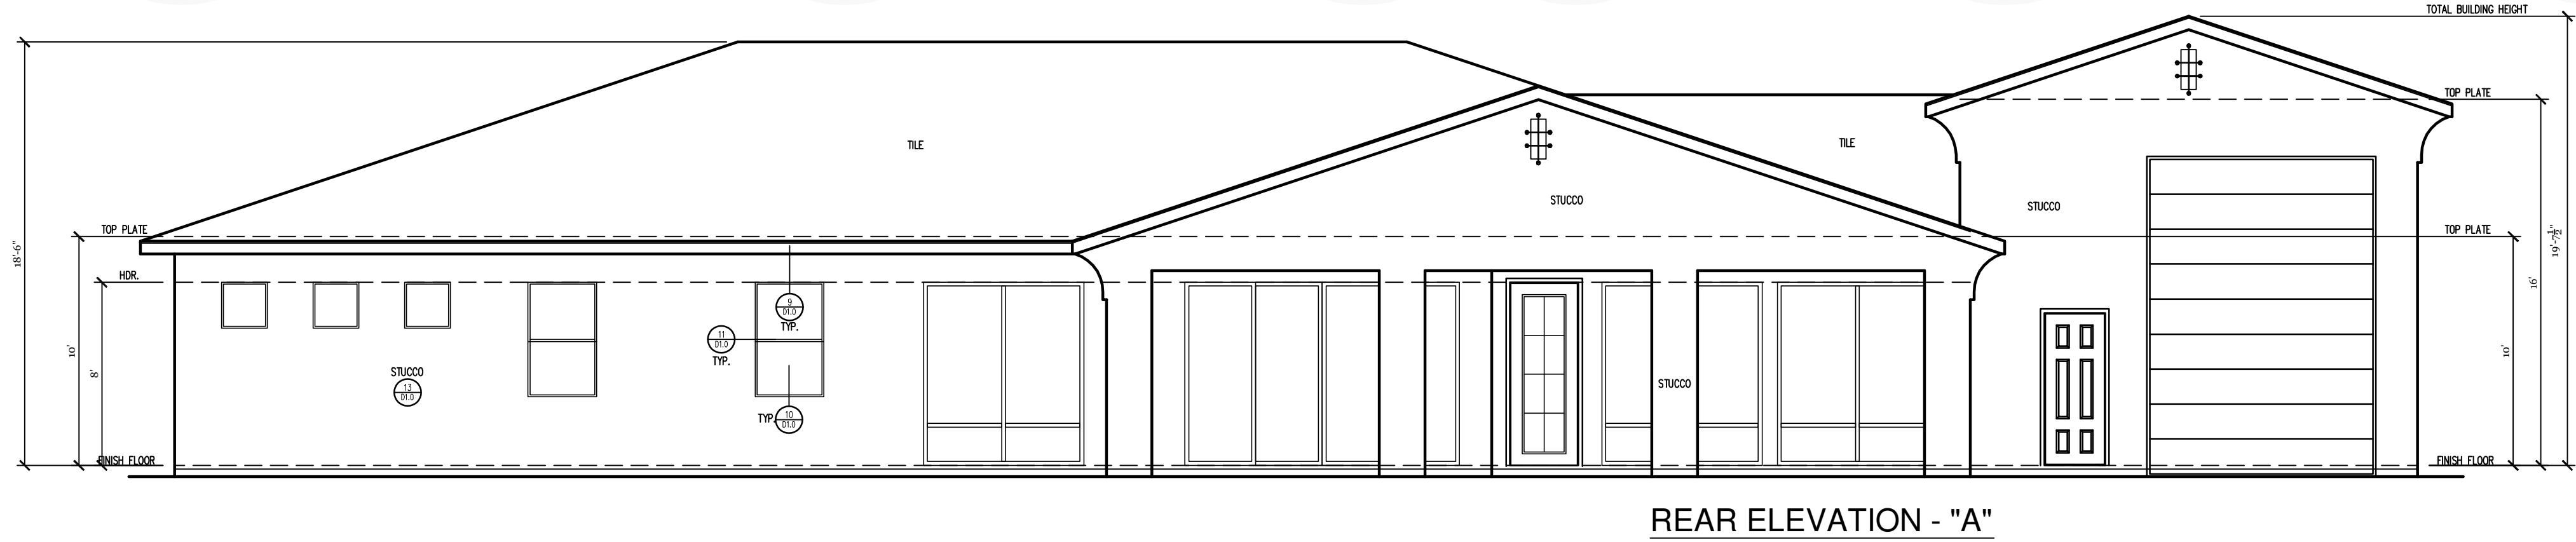 TOTAL BUILDING HEIGHT
TOP PLATE
TILE
TILE
STUCCO
STUCCO
TOP PLATE
TOP PLATE
18'-6"
19'-7½"
HDR.
16'
9
D1.0
TYP.
11
D1.0
TYP.
10'
8'
10'
STUCCO
13
D1.0
STUCCO
TYP.
10
D1.0
FINISH FLOOR
FINISH FLOOR
REAR ELEVATION - "A"